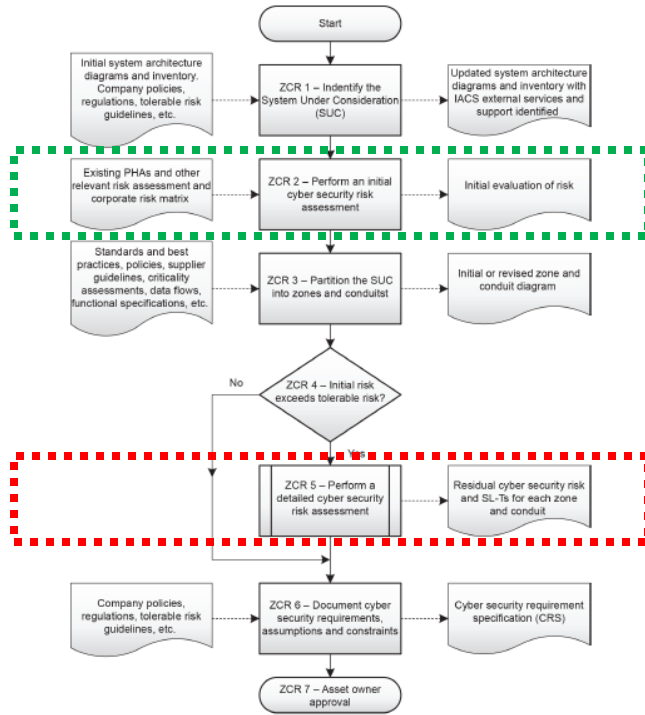 Start
Initial system architecture
diagrams and inventory.
Company policies,
regulations, tolerable risk
guidelines, etc.
ZCR 1 – Indentify the
System Under Consideration
(SUC)
Updated system architecture
diagrams and inventory with
IACS external services and
support identified
Existing PHAs and other
relevant risk assessment and
corporate risk matrix
ZCR 2 – Perform an initial
cyber security risk
assessment
Initial evaluation of risk
Standards and best
practices, policies, supplier
guidelines, criticality
assessments, data flows,
functional specifications, etc.
ZCR 3 – Partition the SUC
into zones and conduitst
Initial or revised zone and
conduit diagram
No
ZCR 4 – Initial risk
exceeds tolerable risk?
Yes
ZCR 5 – Perform a
detailed cyber security
risk assessment
Residual cyber security risk
and SL-Ts for each zone
and conduit
Company policies,
regulations, tolerable risk
guidelines, etc.
ZCR 6 – Document cyber
security requirements,
assumptions and constraints
Cyber security requirement
specification (CRS)
ZCR 7 – Asset owner
approval